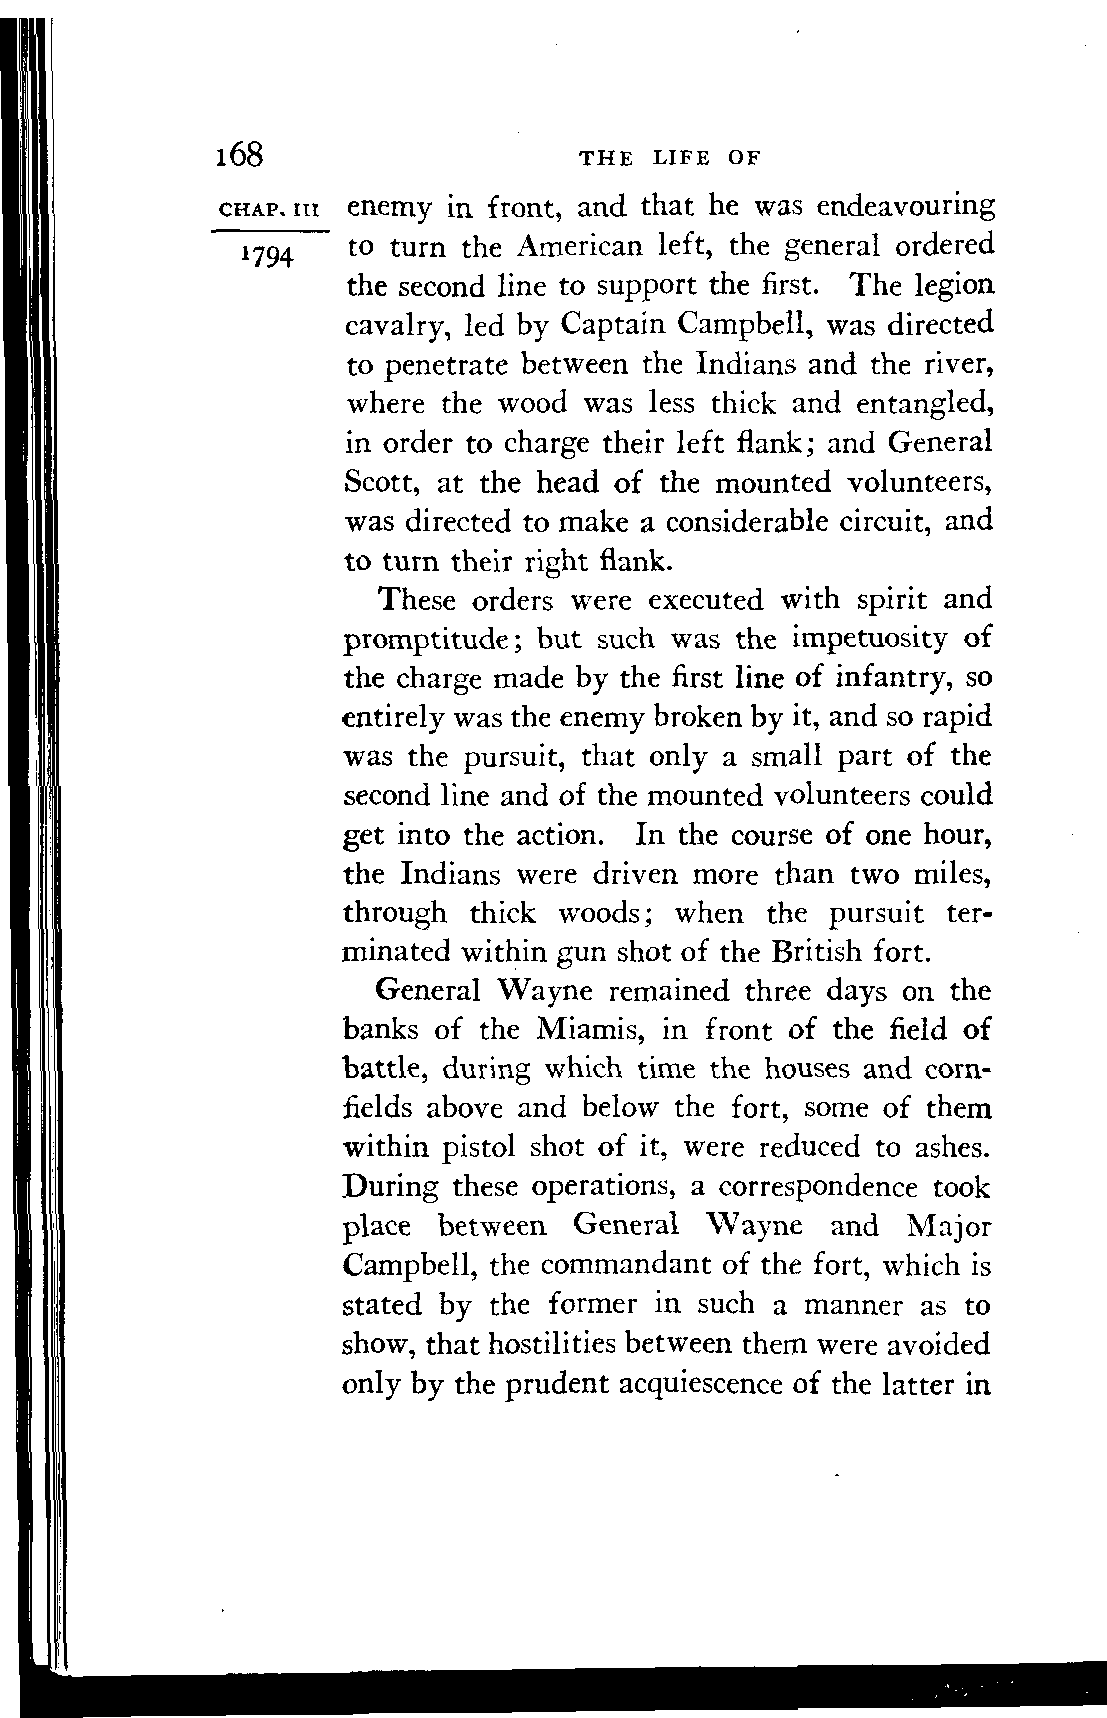 168 THE LIFE OF
CHAP. III enemy in front, and that he was endeavouring
1794 to turn the American left, the general ordered
the second line to support the first. The legion
cavalry, led by Captain Campbell, was directed
to penetrate between the Indians and the river,
where the wood was less thick and entangled,
in order to charge their left flank; and General
Scott, at the head of the mounted volunteers,
was directed to make a considerable circuit, and
to turn their right flank.
These orders were executed with spirit and
promptitude; but such was the impetuosity of
the charge made by the first line of infantry, so
entirely was the enemy broken by it, and so rapid
was the pursuit, that only a small part of the
second line and of the mounted volunteers could
get into the action. In the course of one hour,
the Indians were driven more than two miles,
through thick woods; when the pursuit ter-
minated within gun shot of the British fort.
General Wayne remained three days on the
banks of the Miamis, in front of the field of
battle, during which time the houses and corn-
fields above and below the fort, some of them
within pistol shot of it, were reduced to ashes.
During these operations, a correspondence took
place between General Wayne and Major
Campbell, the commandant of the fort, which is
stated by the former in such a manner as to
show, that hostilities between them were avoided
only by the prudent acquiescence of the latter in